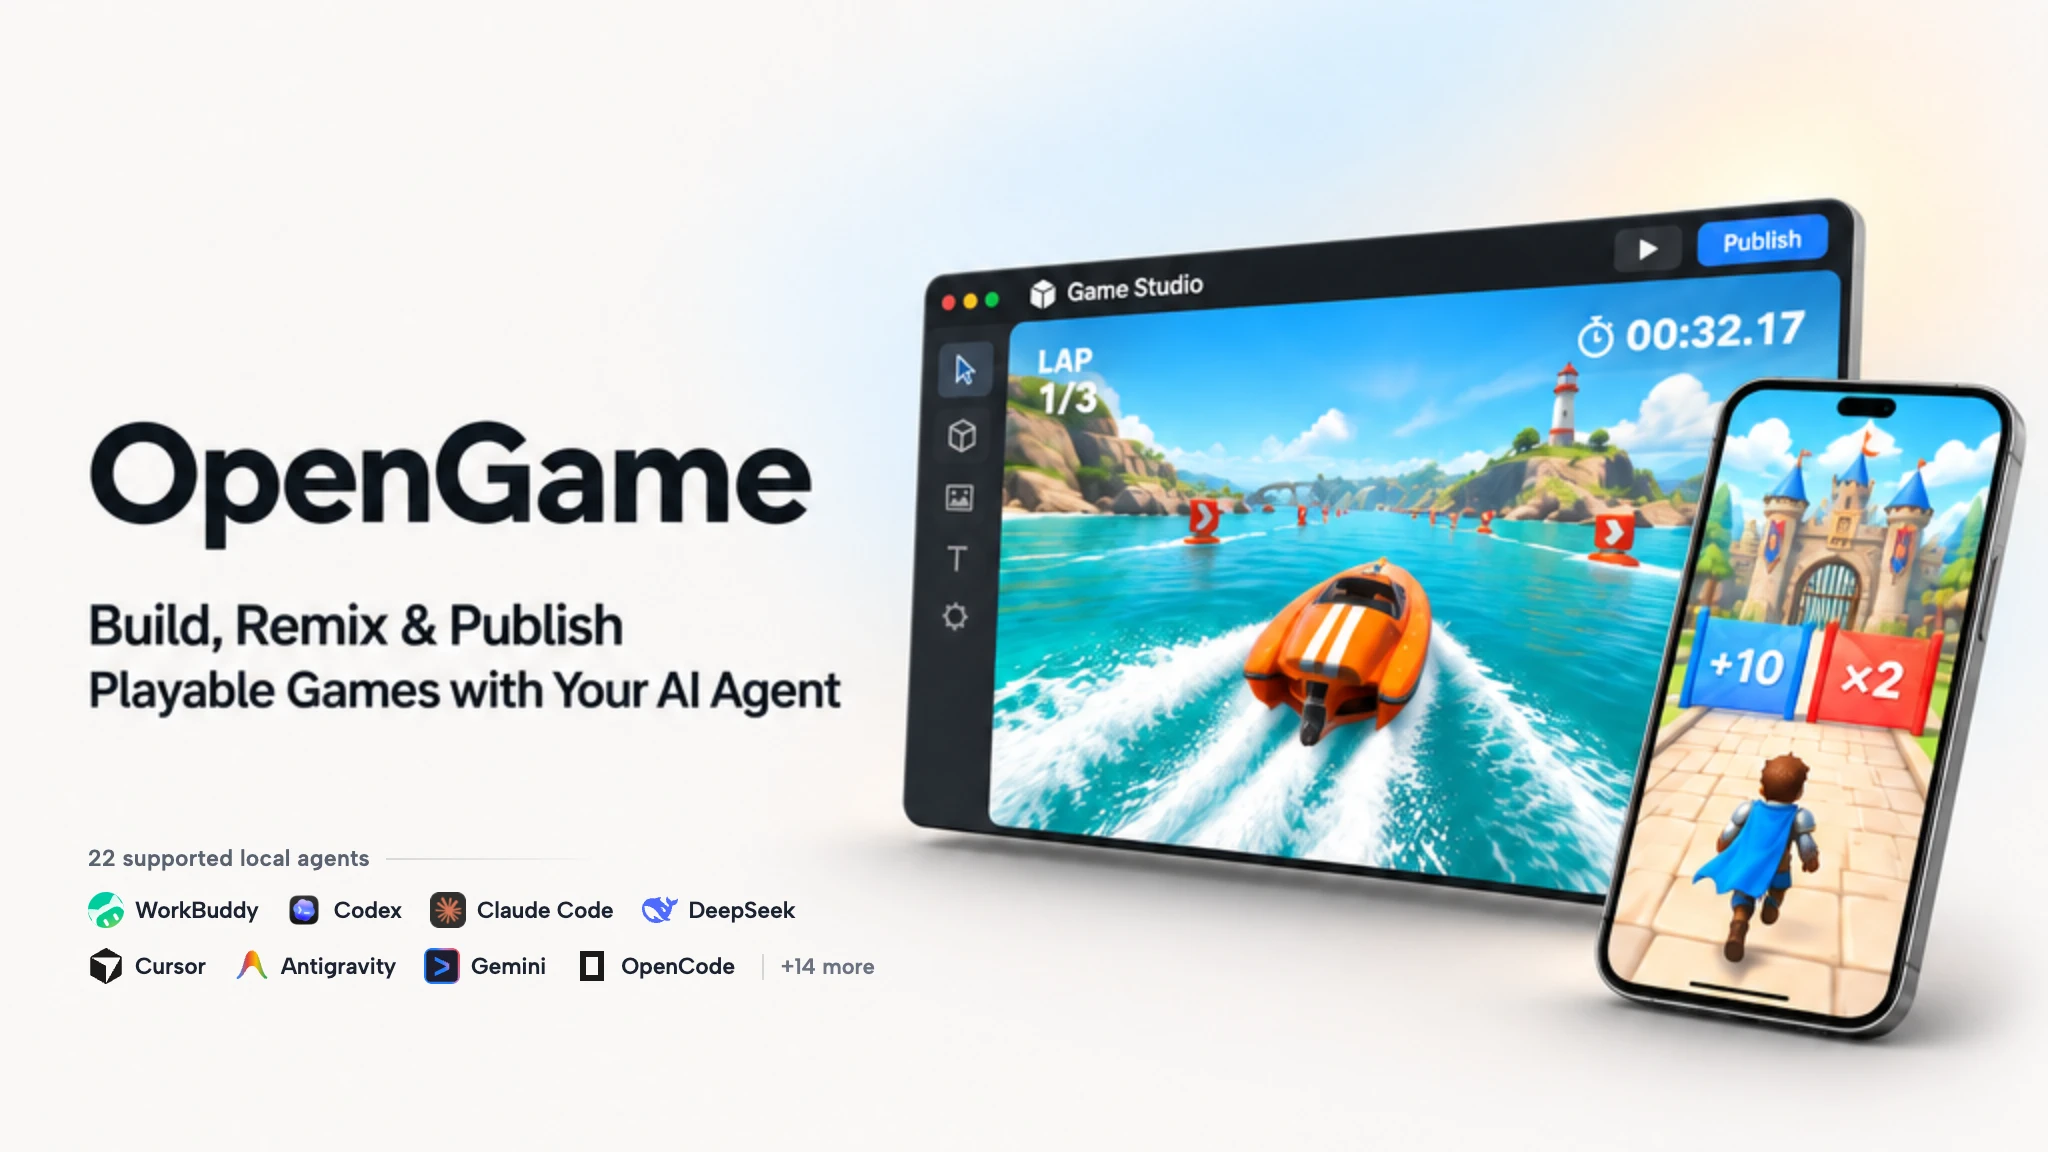 OpenGame
Build, Remix & Publish
Playable Games with Your AI Agent
22 supported local agents
WorkBuddy
Codex
Claude Code
DeepSeek
Cursor
Antigravity
Gemini
OpenCode
+14 more
Game Studio
Publish
LAP
1/3
00:32.17
+10
x2